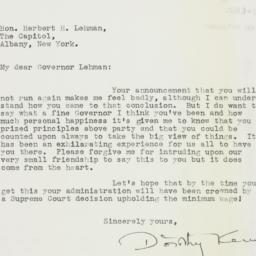 Hon. Herbert H. Lehman,
The Capitol,
Albany, New York.
My dear Governor Lehman:
Your announcement that you will
not run again makes me feel badly, although I can under
stand how you came to that conclusion. But I do want to
say what a fine Governor I think you've been and how
much personal happiness it's given me to know that you
prized principles above party and that you could be
counted upon always to take the big view of things. It
has been an exhilarating experience for us all to have
you there. Please forgive me for intruding upon our
very small friendship to say this to you but it does
come from the heart.
Let's hope that by the time you
get this your administration will have been crowned by
a Supreme Court decision upholding the minimum wage!
Sincerely yours,
Dorothy